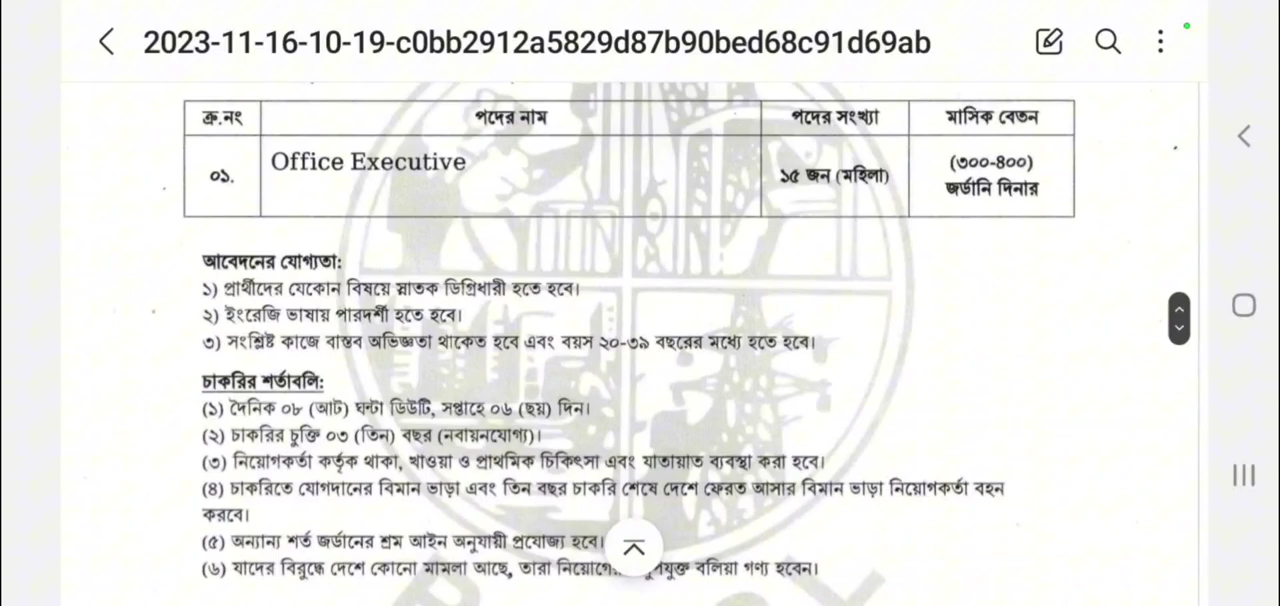 2023-11-16-10-19-c0bb2912a5829d87b90bed68c91d69ab
ক্র.নং পদের নাম পদের সংখ্যা মাসিক বেতন
০১. Office Executive ১৫ জন (মহিলা) (৩০০-৪০০)
জর্ডানি দিনার
আবেদনের যোগ্যতা:
১) প্রার্থীদের যেকোন বিষয়ে স্নাতক ডিগ্রিধারী হতে হবে।
২) ইংরেজি ভাষায় পারদর্শী হতে হবে।
৩) সংশ্লিষ্ট কাজে বাস্তব অভিজ্ঞতা থাকেত হবে এবং বয়স ২০-৩৯ বছরের মধ্যে হতে হবে।
চাকরির শর্তাবলি:
(১) দৈনিক ০৮ (আট) ঘন্টা ডিউটি, সপ্তাহে ০৬ (ছয়) দিন।
(২) চাকরির চুক্তি ০৩ (তিন) বছর (নবায়নযোগ্য)।
(৩) নিয়োগকর্তা কর্তৃক থাকা, খাওয়া ও প্রাথমিক চিকিৎসা এবং যাতায়াত ব্যবস্থা করা হবে।
(৪) চাকরিতে যোগদানের বিমান ভাড়া এবং তিন বছর চাকরি শেষে দেশে ফেরত আসার বিমান ভাড়া নিয়োগকর্তা বহন
করবে।
(৫) অন্যান্য শর্ত জর্ডানের শ্রম আইন অনুযায়ী প্রযোজ্য হবে।
(৬) যাদের বিরুদ্ধে দেশে কোনো মামলা আছে, তারা বলিয়া গণ্য হবেন।